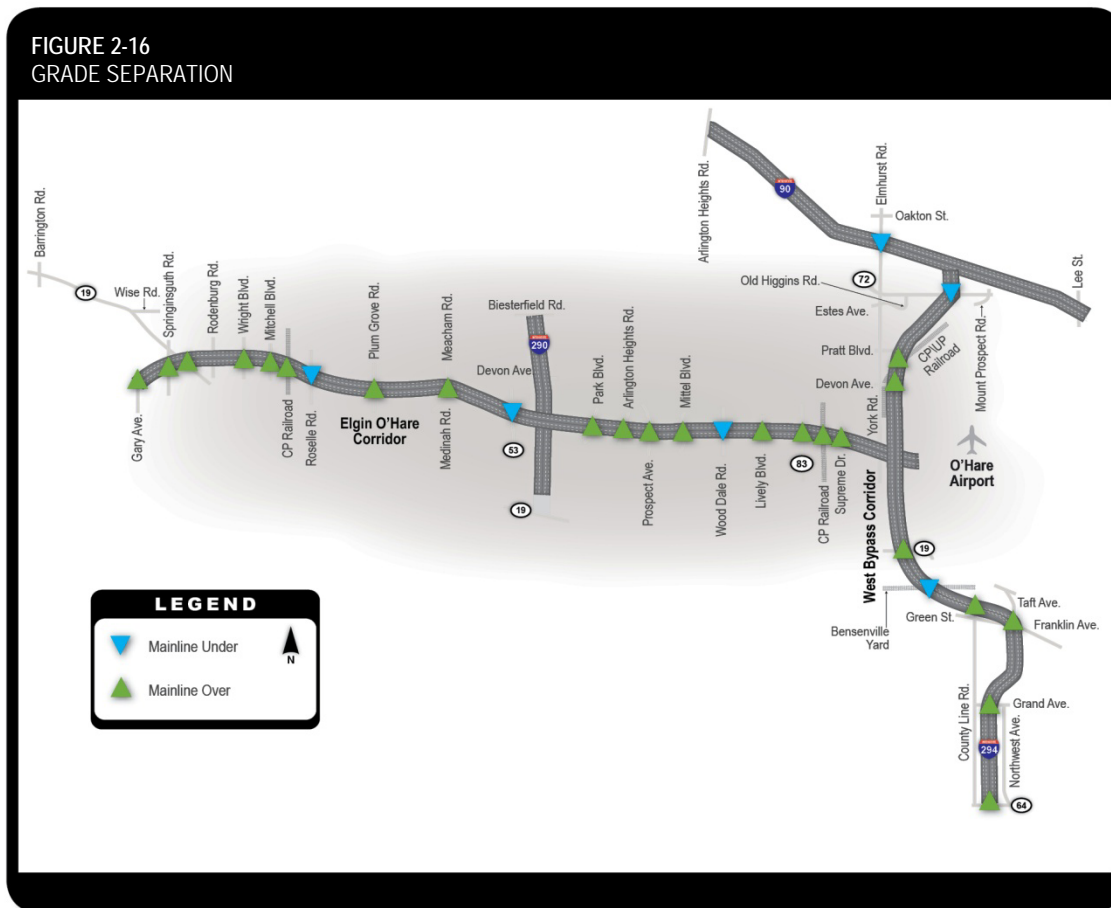 FIGURE 2-16
GRADE SEPARATION
Arlington Heights Rd.
90
Elmhurst Rd.
Oakton St.
Barrington Rd.
19
Wise Rd.
Springinsguth Rd.
Rodenburg Rd.
Wright Blvd.
Mitchell Blvd.
Plum Grove Rd.
Meacham Rd.
Biesterfield Rd.
290
Devon Ave.
Park Blvd.
Arlington Heights Rd.
Mittel Blvd.
Old Higgins Rd.
72
Estes Ave.
Lee St.
Pratt Blvd.
CP\UP
Railroad
Mount Prospect Rd.
Devon Ave.
York Rd.
Gary Ave.
CP Railroad
Roselle Rd.
Elgin O'Hare
Corridor
Medinah Rd.
53
19
Prospect Ave.
Wood Dale Rd.
Lively Blvd.
83
CP Railroad
Supreme Dr.
O'Hare
Airport
West Bypass Corridor
19
Bensenville
Yard
Green St.
Taft Ave.
Franklin Ave.
County Line Rd.
Grand Ave.
294
Northwest Ave.
64
LEGEND
Mainline Under
Mainline Over
N